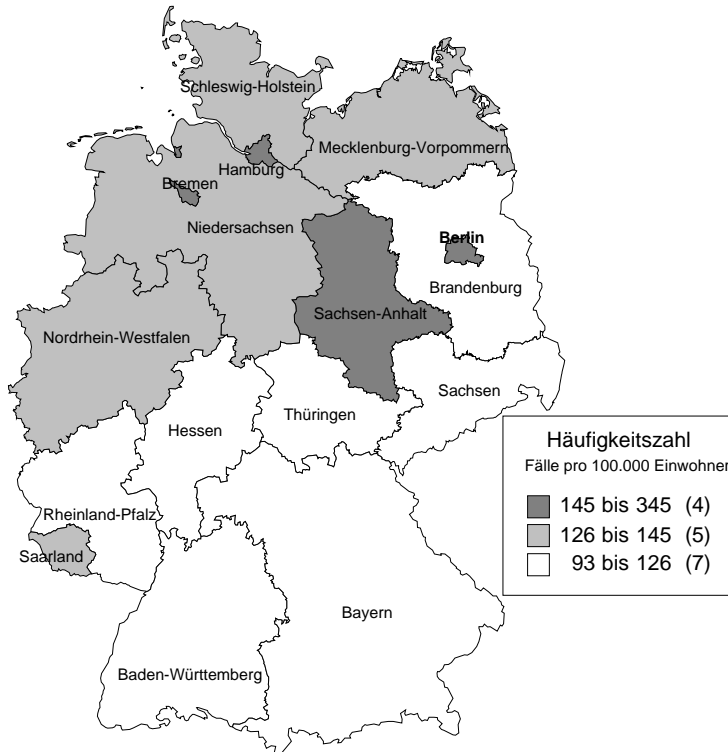 Schleswig-Holstein
Mecklenburg-Vorpommern
Hamburg
Bremen
Niedersachsen
Berlin
Brandenburg
Sachsen-Anhalt
Nordrhein-Westfalen
Sachsen
Thüringen
Hessen
Rheinland-Pfalz
Saarland
Bayern
Baden-Württemberg
Häufigkeitszahl
Fälle pro 100.000 Einwohner
145 bis 345 (4)
126 bis 145 (5)
93 bis 126 (7)